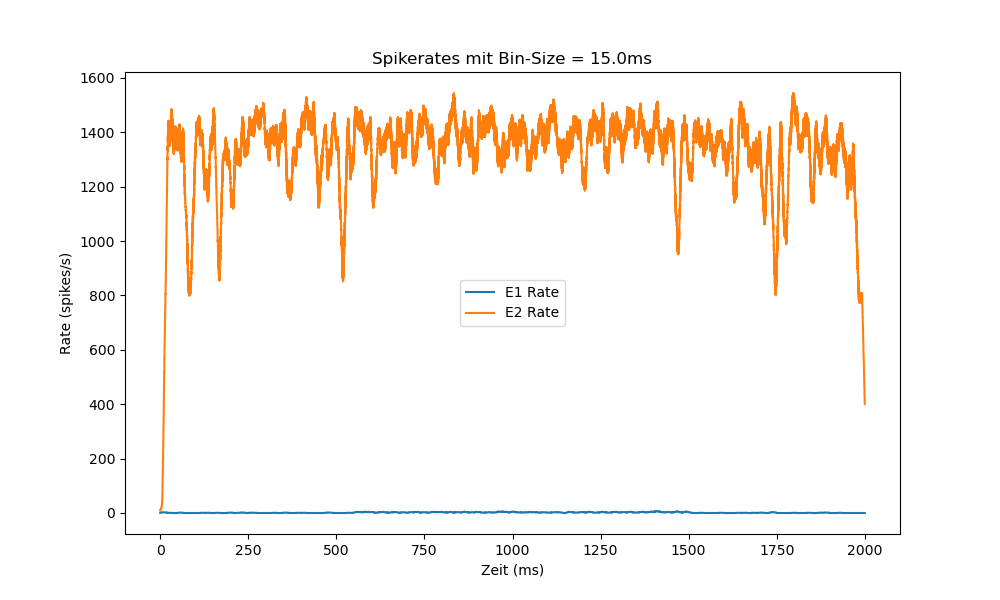 Spikerates mit Bin-Size = 15.0ms
1600
1400
1200
1000
800
600
400
200
0
Rate (spikes/s)
E1 Rate
E2 Rate
0 250 500 750 1000 1250 1500 1750 2000
Zeit (ms)